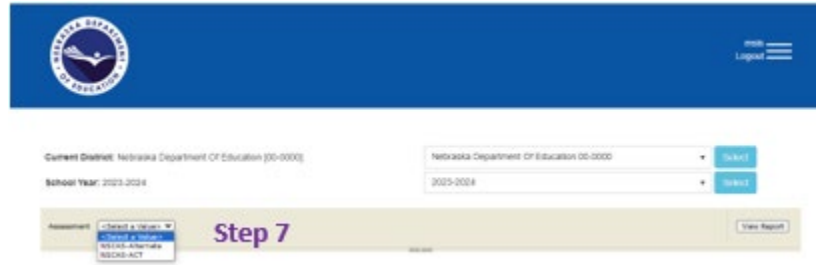 NEBRASKA DEPARTMENT OF EDUCATION
Logout
Current District: Nebraska Department Of Education [00-0000]
Nebraska Department Of Education 00-0000
Select
School Year: 2023-2024
2023-2024
Select
Assessment
<Select a Value>
Step 7
View Report
<Select a Value>
NSCAS-Alternate
NSCAS-ACT